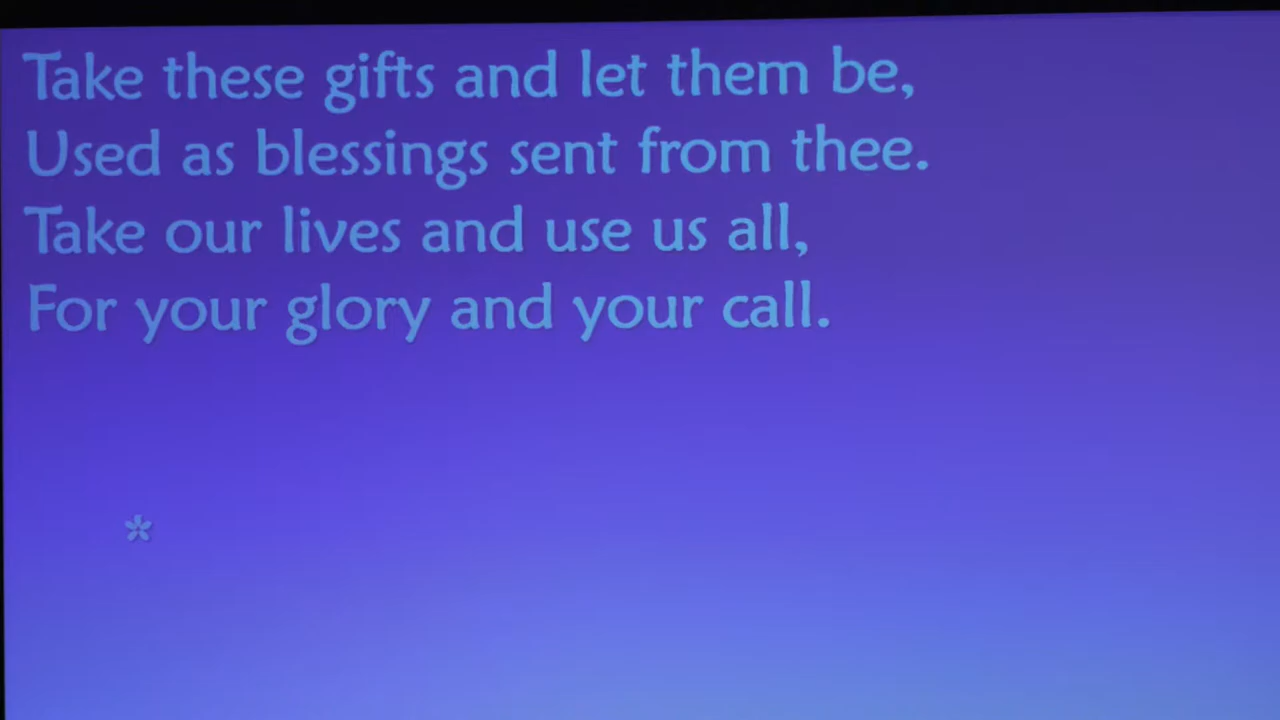 Take these gifts and let them be,
Used as blessings sent from thee.
Take our lives and use us all,
For your glory and your call.
*